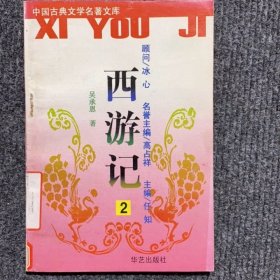 中国古典文学名著文库
XI YOU JI
西游记
吴承恩 著
2
顾问/冰心 名誉主编/高占祥 主编/任知
华艺出版社